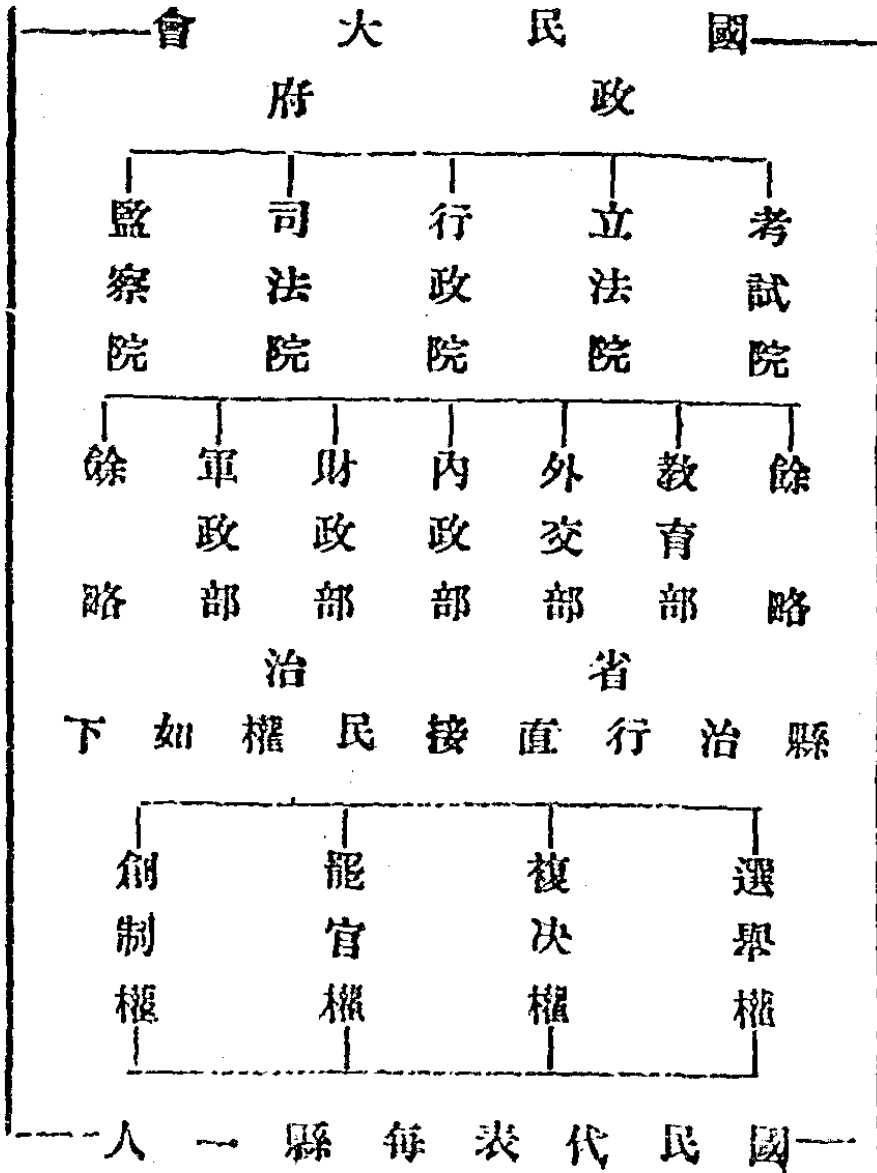 國民大會
政府
考試院
立法院
行政院
司法院
監察院
餘略
教育部
外交部
內政部
財政部
軍政部
餘略
省治
縣治行直接民權如下
選舉權
複决權
罷官權
創制權
國民代表每縣一人